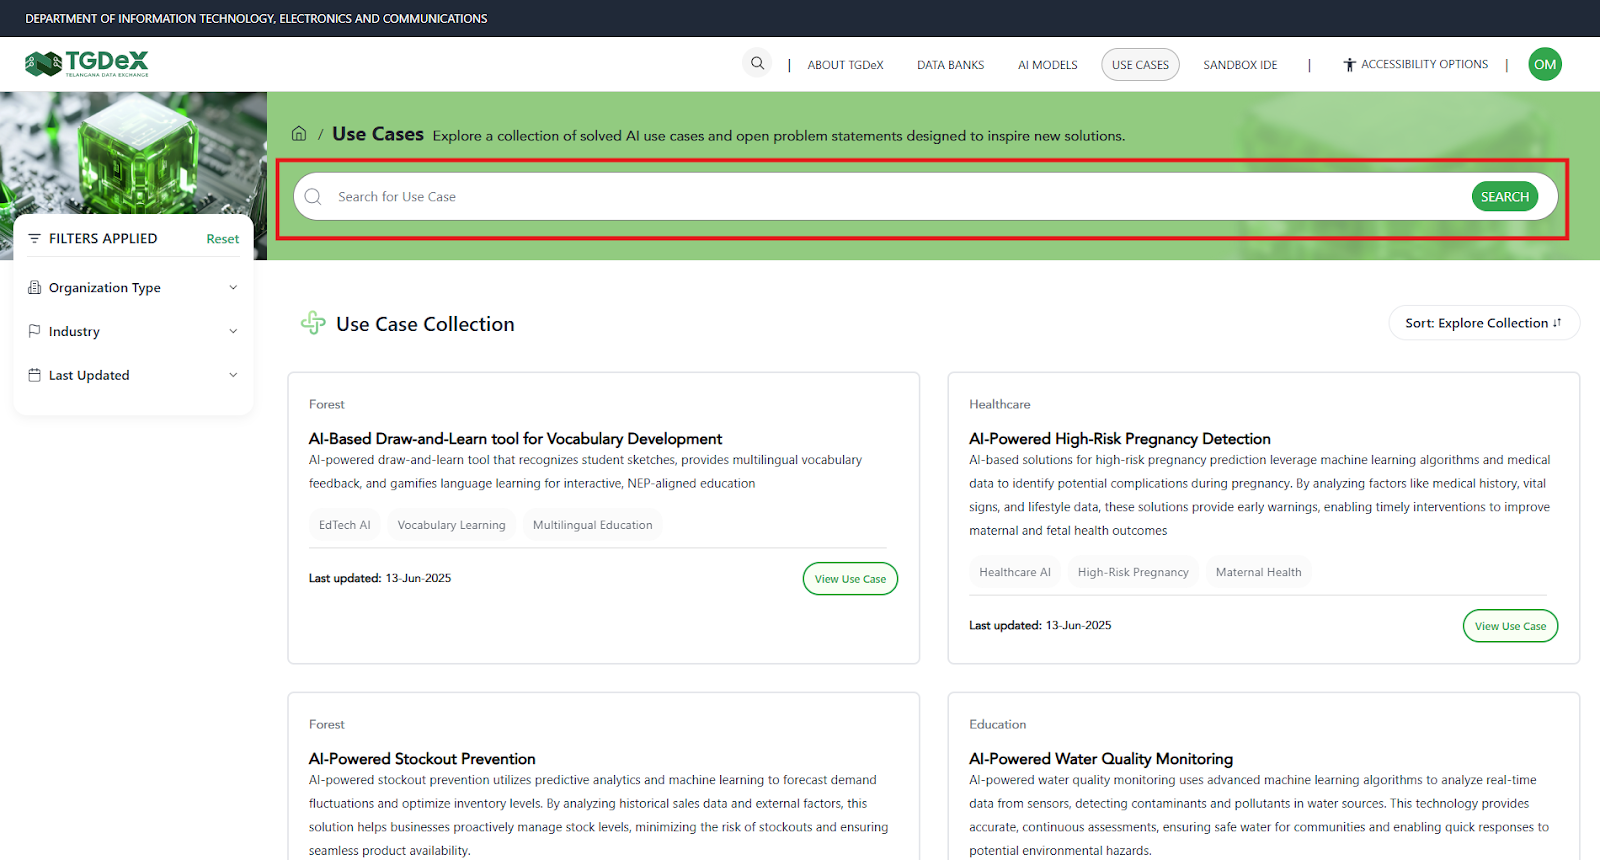 DEPARTMENT OF INFORMATION TECHNOLOGY, ELECTRONICS AND COMMUNICATIONS
TGDeX
TELANGANA DATA EXCHANGE
| ABOUT TGDeX DATA BANKS AI MODELS USE CASES SANDBOX IDE | ACCESSIBILITY OPTIONS | OM
/ Use Cases Explore a collection of solved AI use cases and open problem statements designed to inspire new solutions.
Search for Use Case SEARCH
FILTERS APPLIED Reset
Organization Type
Industry
Last Updated
Use Case Collection
Sort: Explore Collection
Forest
AI-Based Draw-and-Learn tool for Vocabulary Development
AI-powered draw-and-learn tool that recognizes student sketches, provides multilingual vocabulary
feedback, and gamifies language learning for interactive, NEP-aligned education
EdTech AI Vocabulary Learning Multilingual Education
Last updated: 13-Jun-2025 View Use Case
Healthcare
AI-Powered High-Risk Pregnancy Detection
AI-based solutions for high-risk pregnancy prediction leverage machine learning algorithms and medical
data to identify potential complications during pregnancy. By analyzing factors like medical history, vital
signs, and lifestyle data, these solutions provide early warnings, enabling timely interventions to improve
maternal and fetal health outcomes
Healthcare AI High-Risk Pregnancy Maternal Health
Last updated: 13-Jun-2025 View Use Case
Forest
AI-Powered Stockout Prevention
AI-powered stockout prevention utilizes predictive analytics and machine learning to forecast demand
fluctuations and optimize inventory levels. By analyzing historical sales data and external factors, this
solution helps businesses proactively manage stock levels, minimizing the risk of stockouts and ensuring
seamless product availability.
Education
AI-Powered Water Quality Monitoring
AI-powered water quality monitoring uses advanced machine learning algorithms to analyze real-time
data from sensors, detecting contaminants and pollutants in water sources. This technology provides
accurate, continuous assessments, ensuring safe water for communities and enabling quick responses to
potential environmental hazards.